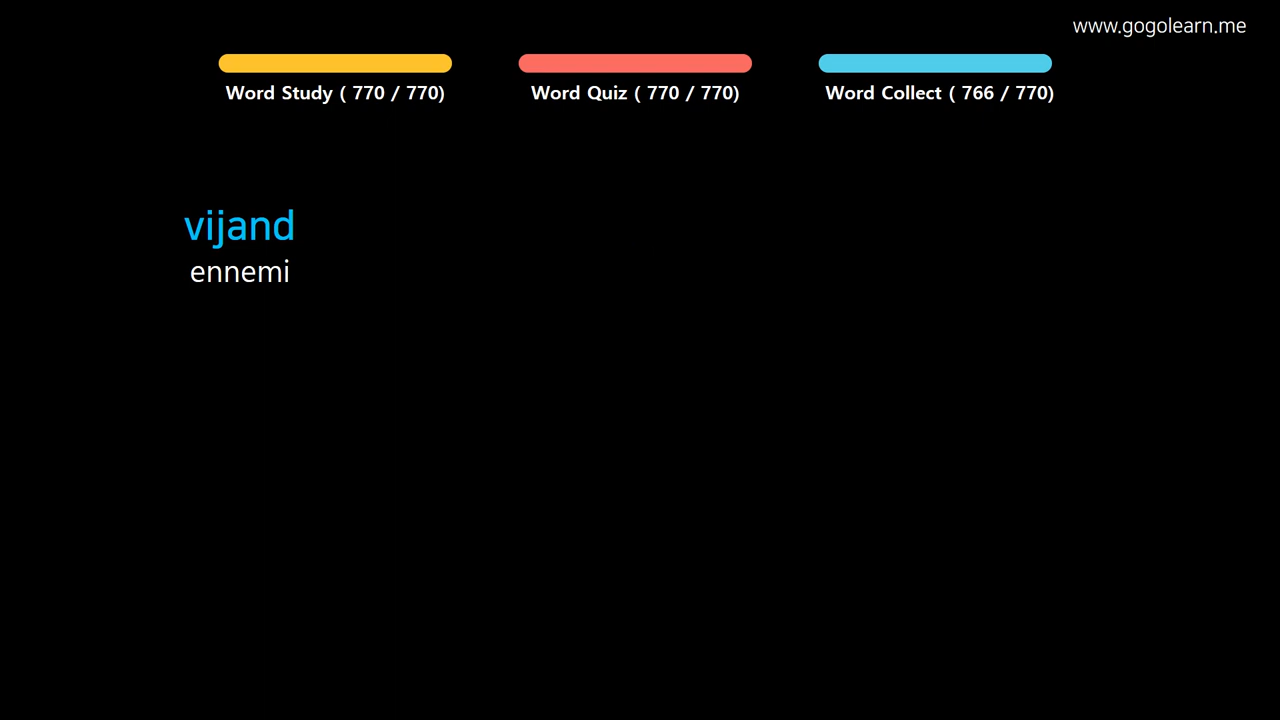 www.gogolearn.me
Word Study ( 770 / 770)
Word Quiz ( 770 / 770)
Word Collect ( 766 / 770)
vijand
ennemi